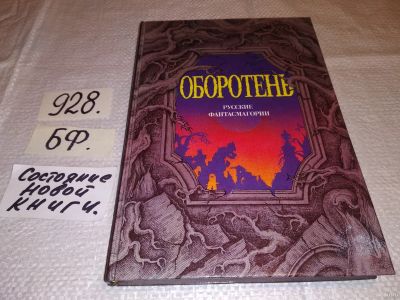 928.
БФ.
Состояние
новой
книги.
ОБОРОТЕНЬ
РУССКИЕ
ФАНТАСМАГОРИИ